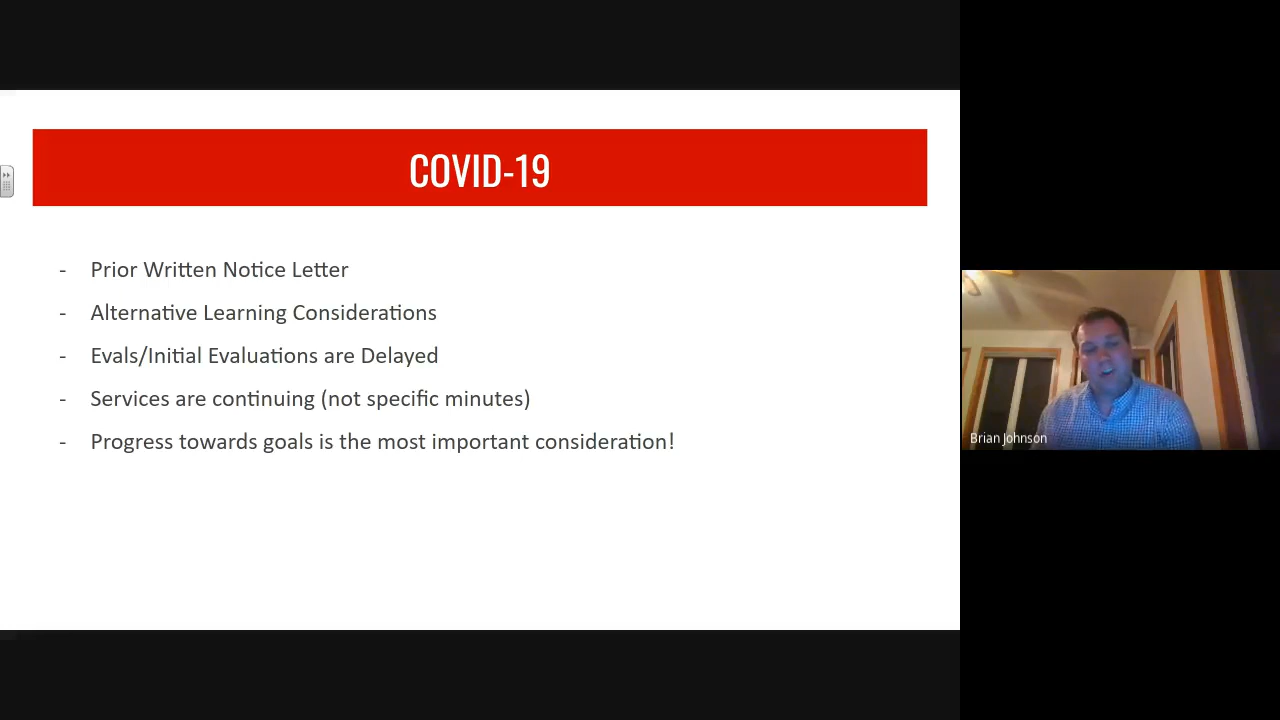 COVID-19
- Prior Written Notice Letter
- Alternative Learning Considerations
- Evals/Initial Evaluations are Delayed
- Services are continuing (not specific minutes)
- Progress towards goals is the most important consideration!
Brian Johnson